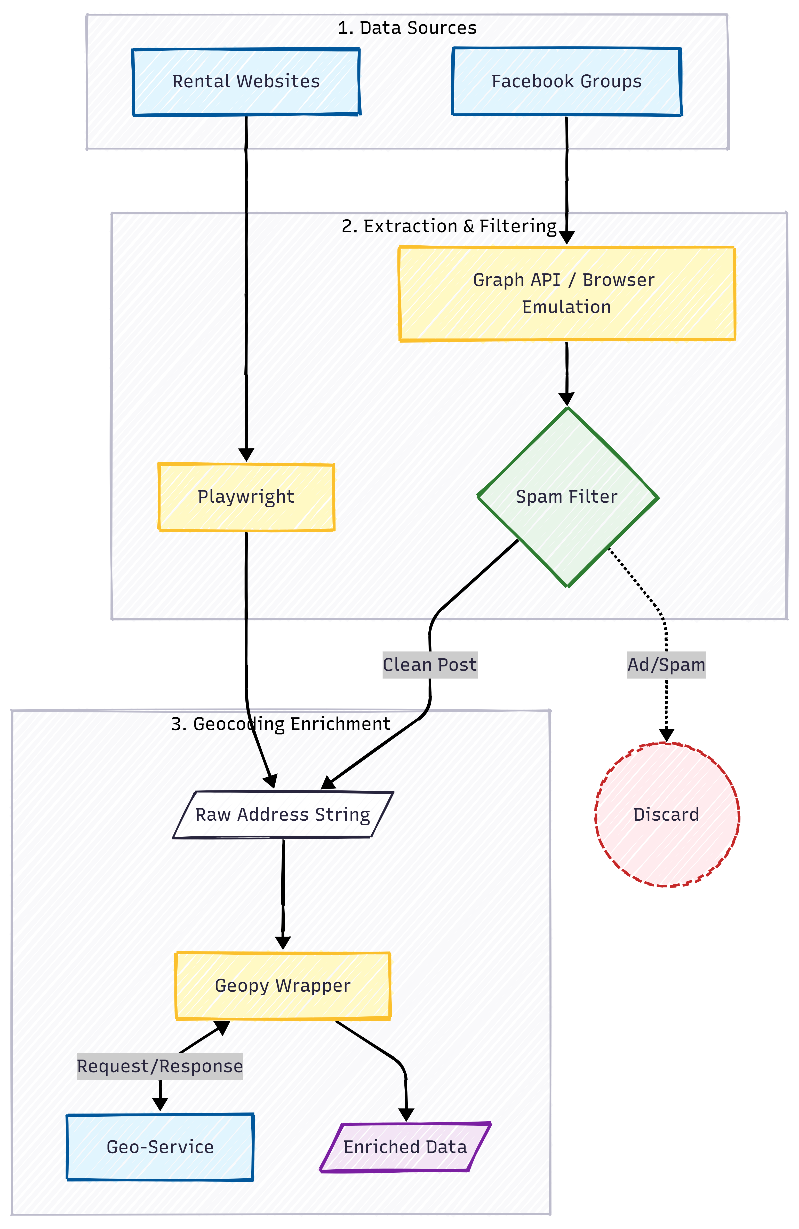 1. Data Sources
Rental Websites
Facebook Groups
2. Extraction & Filtering
Graph API / Browser
Emulation
Playwright
Spam Filter
Clean Post
Ad/Spam
3. Geocoding Enrichment
Raw Address String
Discard
Geopy Wrapper
Request/Response
Geo-Service
Enriched Data